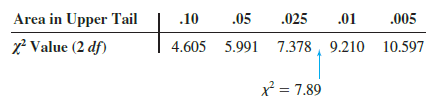 Area in Upper Tail .10 .05 .025 .01 .005
χ² Value (2 df) 4.605 5.991 7.378 9.210 10.597
χ² = 7.89